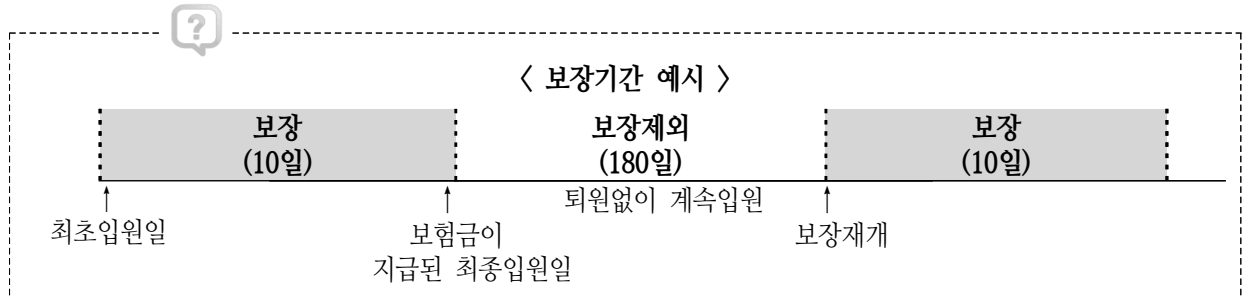 ?
〈 보장기간 예시 〉
보장 보장제외 보장
(10일) (180일) (10일)
퇴원없이 계속입원
최초입원일 보험금이 보장재개
지급된 최종입원일